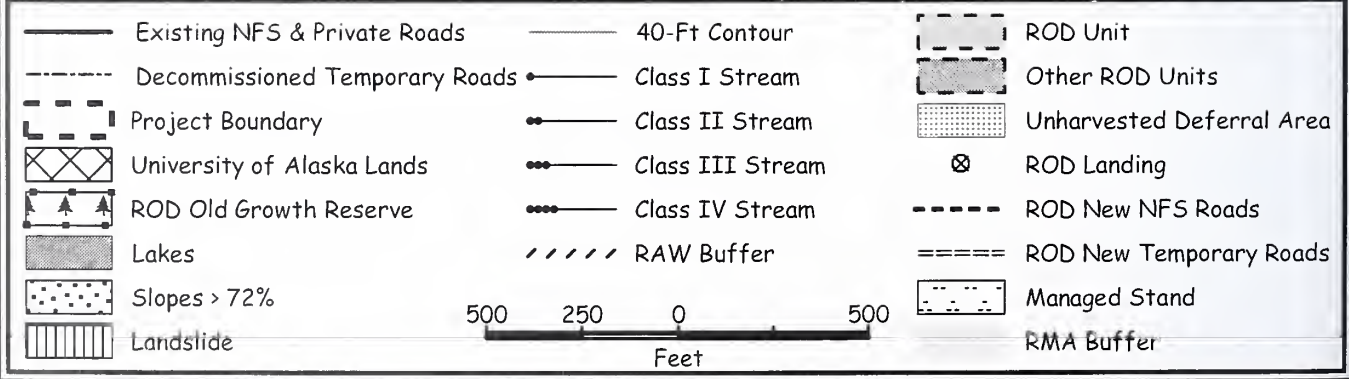 Existing NFS & Private Roads
Decommissioned Temporary Roads
Project Boundary
University of Alaska Lands
ROD Old Growth Reserve
Lakes
Slopes > 72%
Landslide
40-Ft Contour
Class I Stream
Class II Stream
Class III Stream
Class IV Stream
RAW Buffer
500 250 0 500
Feet
ROD Unit
Other ROD Units
Unharvested Deferral Area
ROD Landing
ROD New NFS Roads
ROD New Temporary Roads
Managed Stand
RMA Buffer